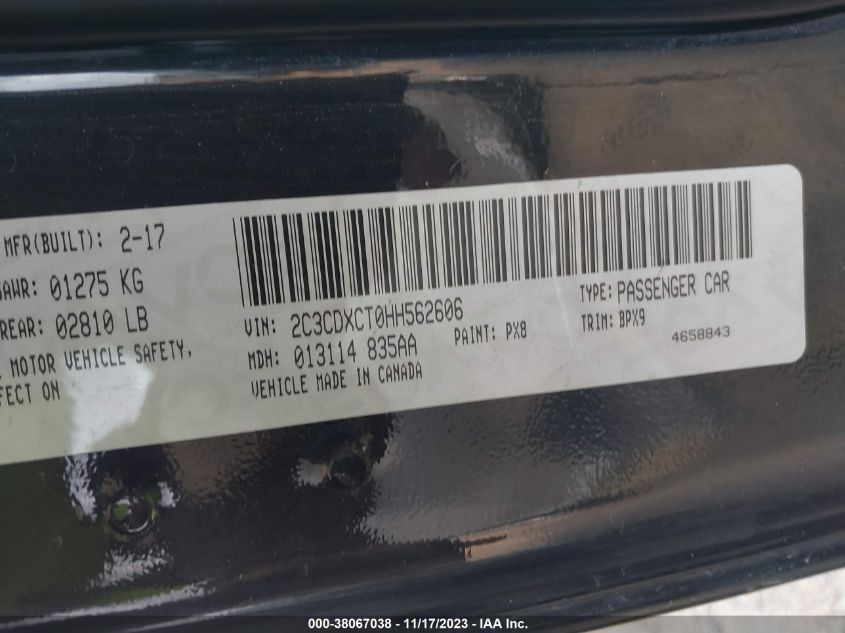 MFR(BUILT): 2-17
GAWR: 01275 KG
REAR: 02810 LB
MOTOR VEHICLE SAFETY,
ON
VIN: 2C3CDXCT0HH562606
TYPE: PASSENGER CAR
MDH: 013114 835AA
PAINT: PX8
TRIM: BPX9
VEHICLE MADE IN CANADA
4658843
000-38067038 - 11/17/2023 - IAA Inc.